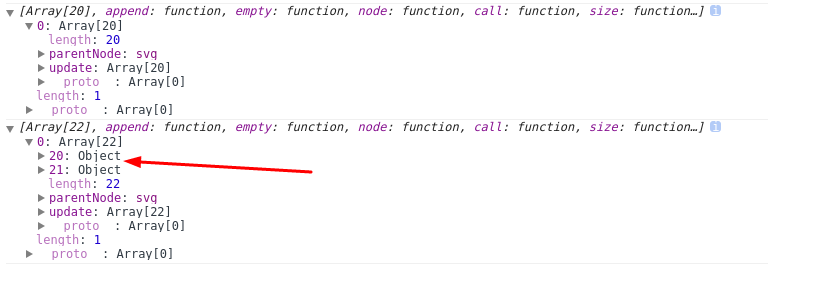 [Array[20], append: function, empty: function, node: function, call: function, size: function…] i
0: Array[20]
length: 20
parentNode: svg
update: Array[20]
proto : Array[0]
length: 1
proto : Array[0]
[Array[22], append: function, empty: function, node: function, call: function, size: function…] i
0: Array[22]
20: Object
21: Object
length: 22
parentNode: svg
update: Array[22]
proto : Array[0]
length: 1
proto : Array[0]